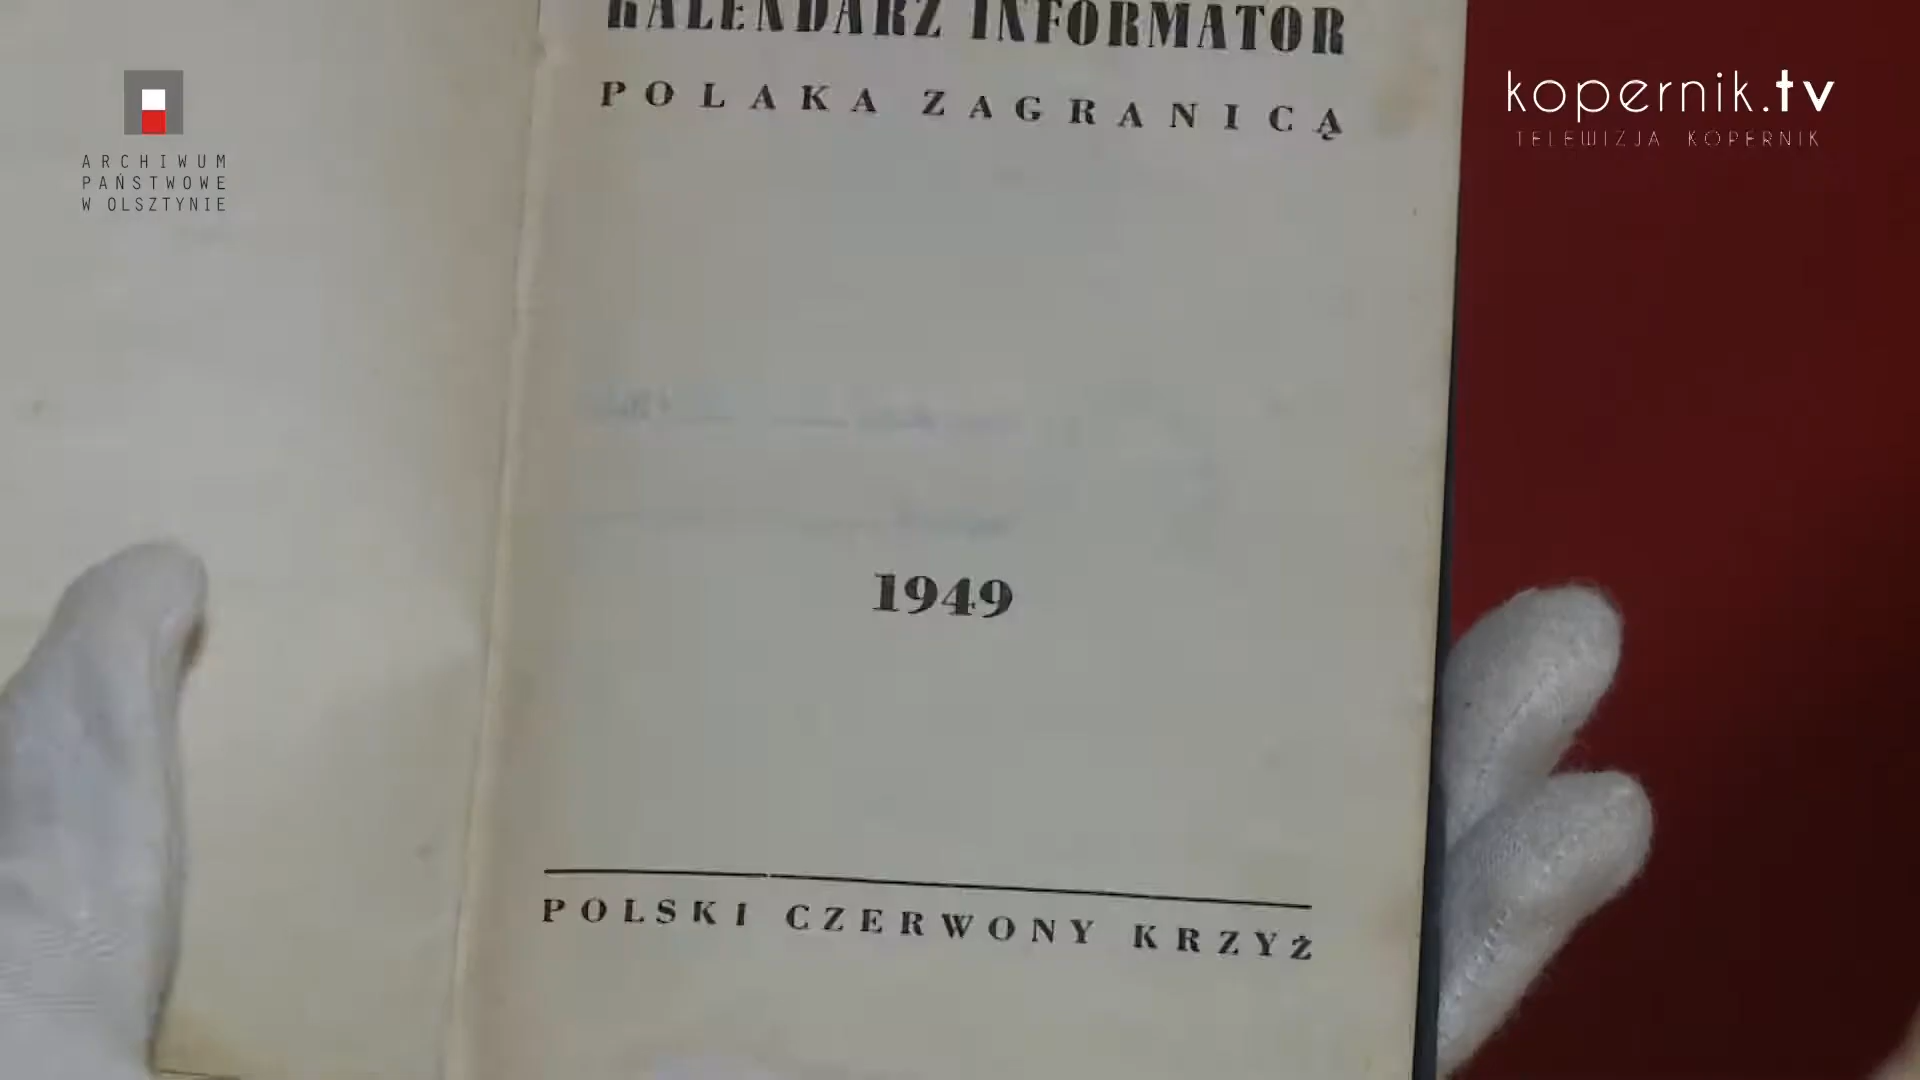 KALENDARZ INFORMATOR
POLAKA ZAGRANICĄ
1949
POLSKI CZERWONY KRZYŻ
ARCHIWUM
PAŃSTWOWE
W OLSZTYNIE
kopernik.tv
TELEWIZJA KOPERNIK